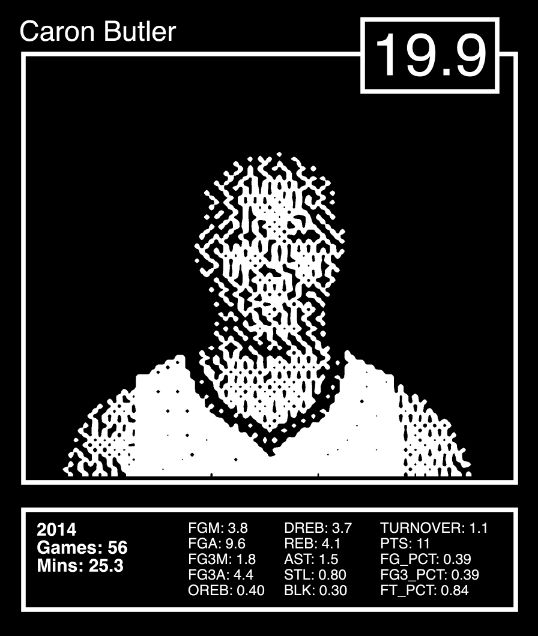 Caron Butler
19.9
2014
Games: 56
Mins: 25.3
FGM: 3.8
FGA: 9.6
FG3M: 1.8
FG3A: 4.4
OREB: 0.40
DREB: 3.7
REB: 4.1
AST: 1.5
STL: 0.80
BLK: 0.30
TURNOVER: 1.1
PTS: 11
FG_PCT: 0.39
FG3_PCT: 0.39
FT_PCT: 0.84